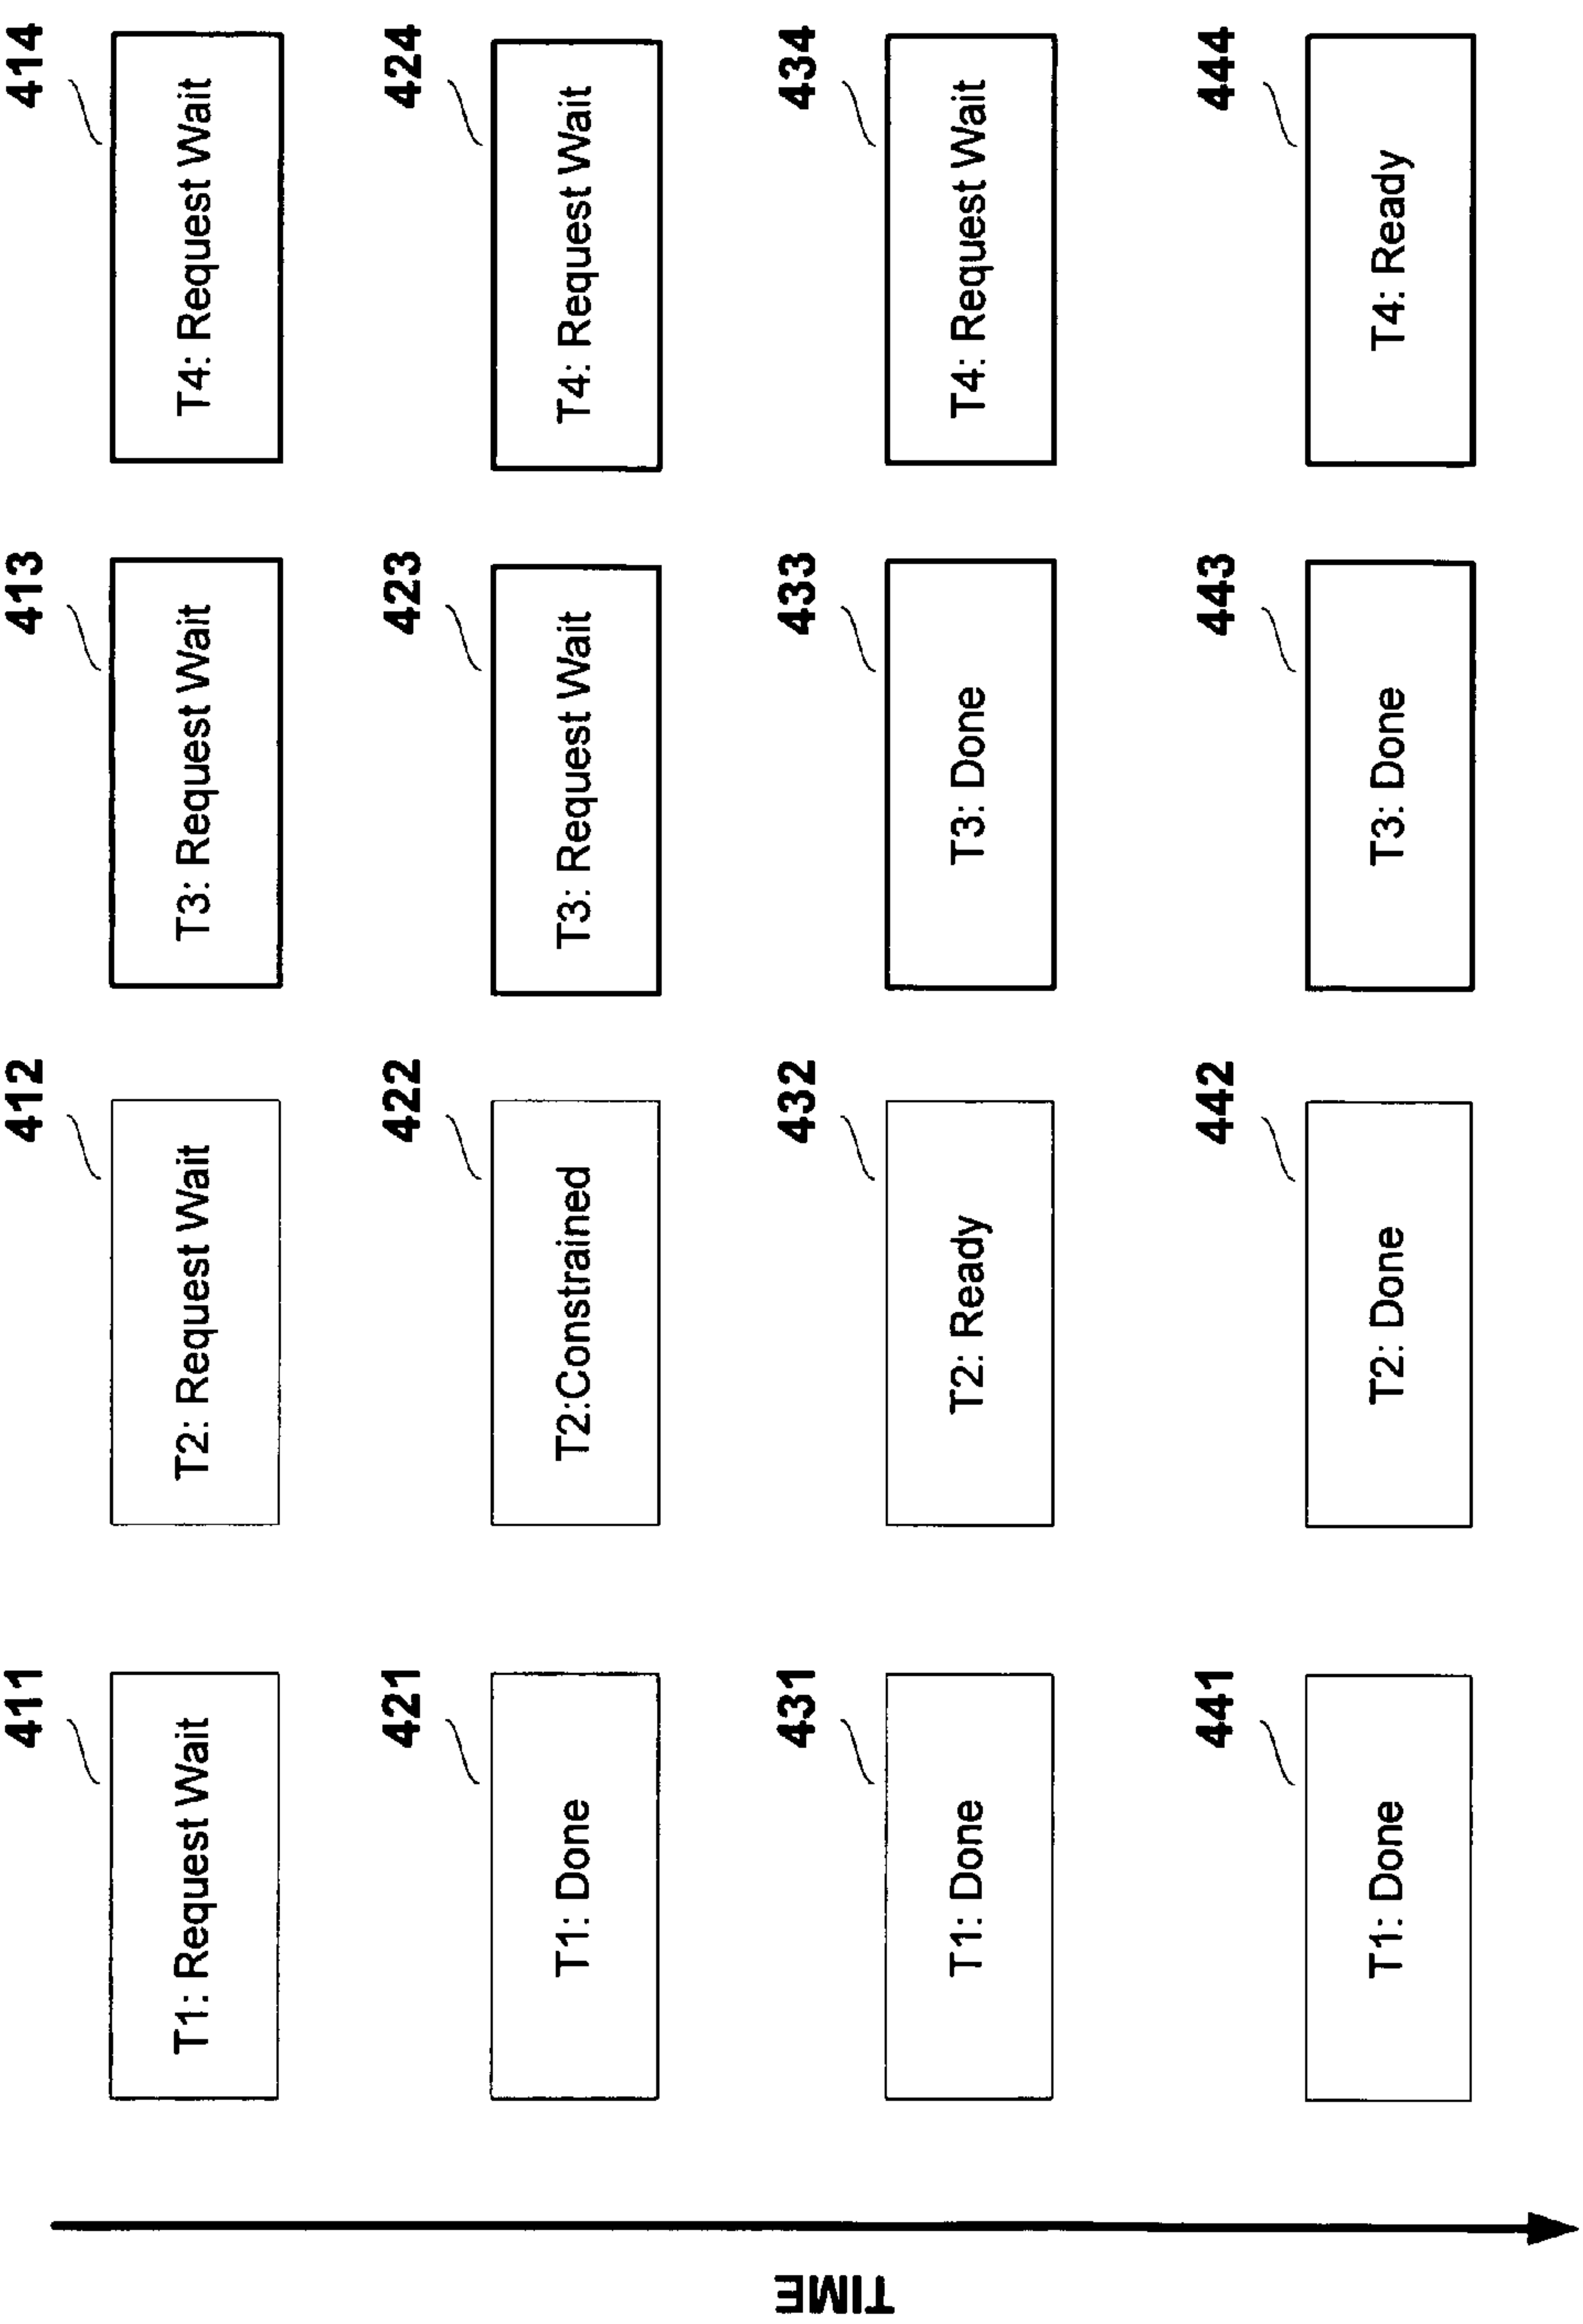 TIME
411
412
413
414
T1: Request Wait
T2: Request Wait
T3: Request Wait
T4: Request Wait
421
422
423
424
T1: Done
T2:Constrained
T3: Request Wait
T4: Request Wait
431
432
433
434
T1: Done
T2: Ready
T3: Done
T4: Request Wait
441
442
443
444
T1: Done
T2: Done
T3: Done
T4: Ready